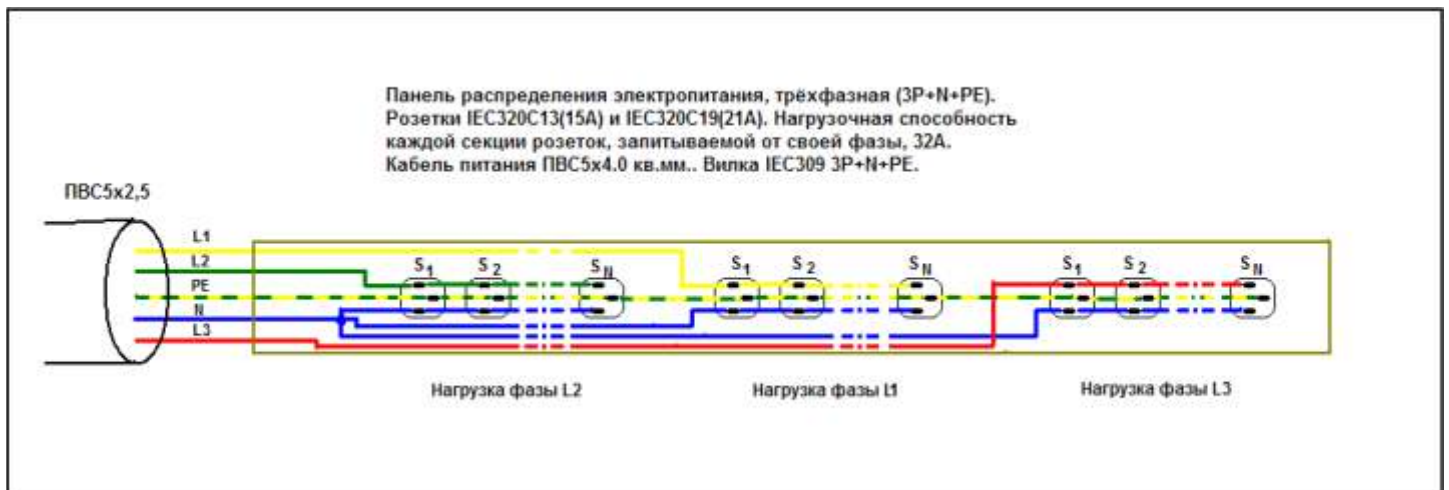 Панель распределения электропитания, трёхфазная (3P+N+PE).
Розетки IEC320C13(15А) и IEC320C19(21А). Нагрузочная способность
каждой секции розеток, запитываемой от своей фазы, 32А.
Кабель питания ПВС5х4.0 кв.мм.. Вилка IEC309 3P+N+PE.
ПВС5х2,5
L1
L2
PE
N
L3
S1 S2 SN S1 S2 SN S1 S2 SN
Нагрузка фазы L2 Нагрузка фазы l1 Нагрузка фазы L3